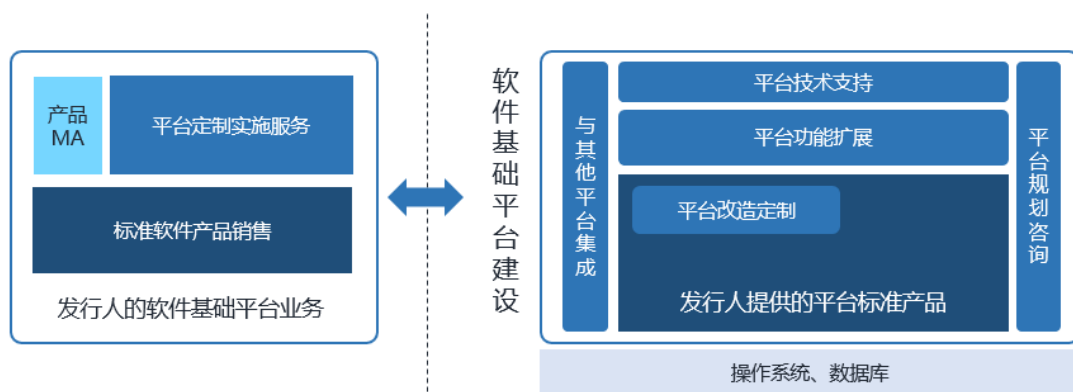 产品
MA
平台定制实施服务
标准软件产品销售
发行人的软件基础平台业务
软件基础平台建设
与其他平台集成
平台技术支持
平台功能扩展
平台改造定制
发行人提供的平台标准产品
平台规划咨询
操作系统、数据库